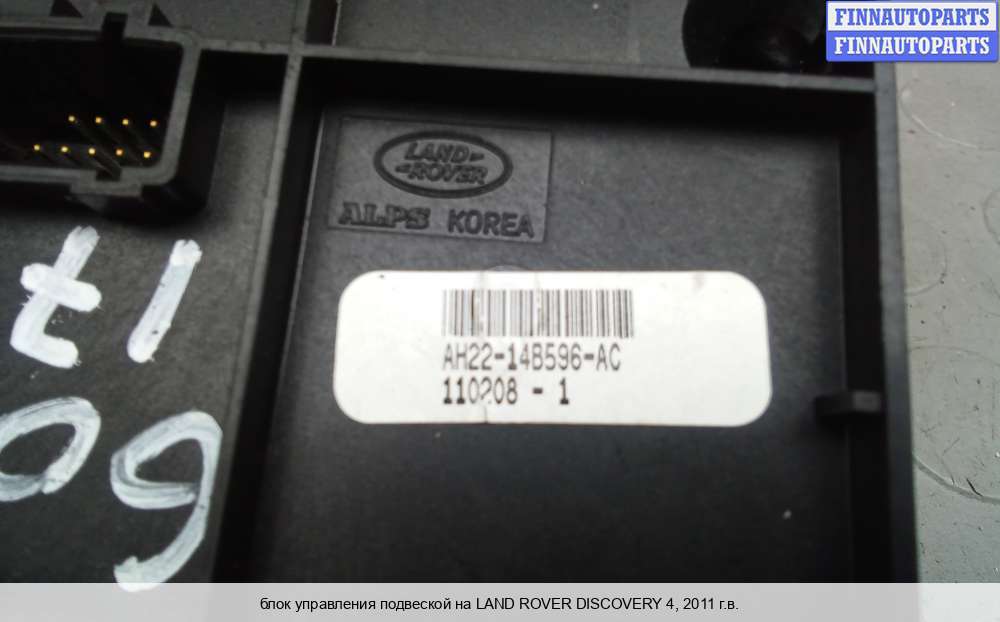 FINNAUTOPARTS
FINNAUTOPARTS
LAND
ROVER
ALPS KOREA
AH22-14B596-AC
110208 - 1
блок управления подвеской на LAND ROVER DISCOVERY 4, 2011 г.в.